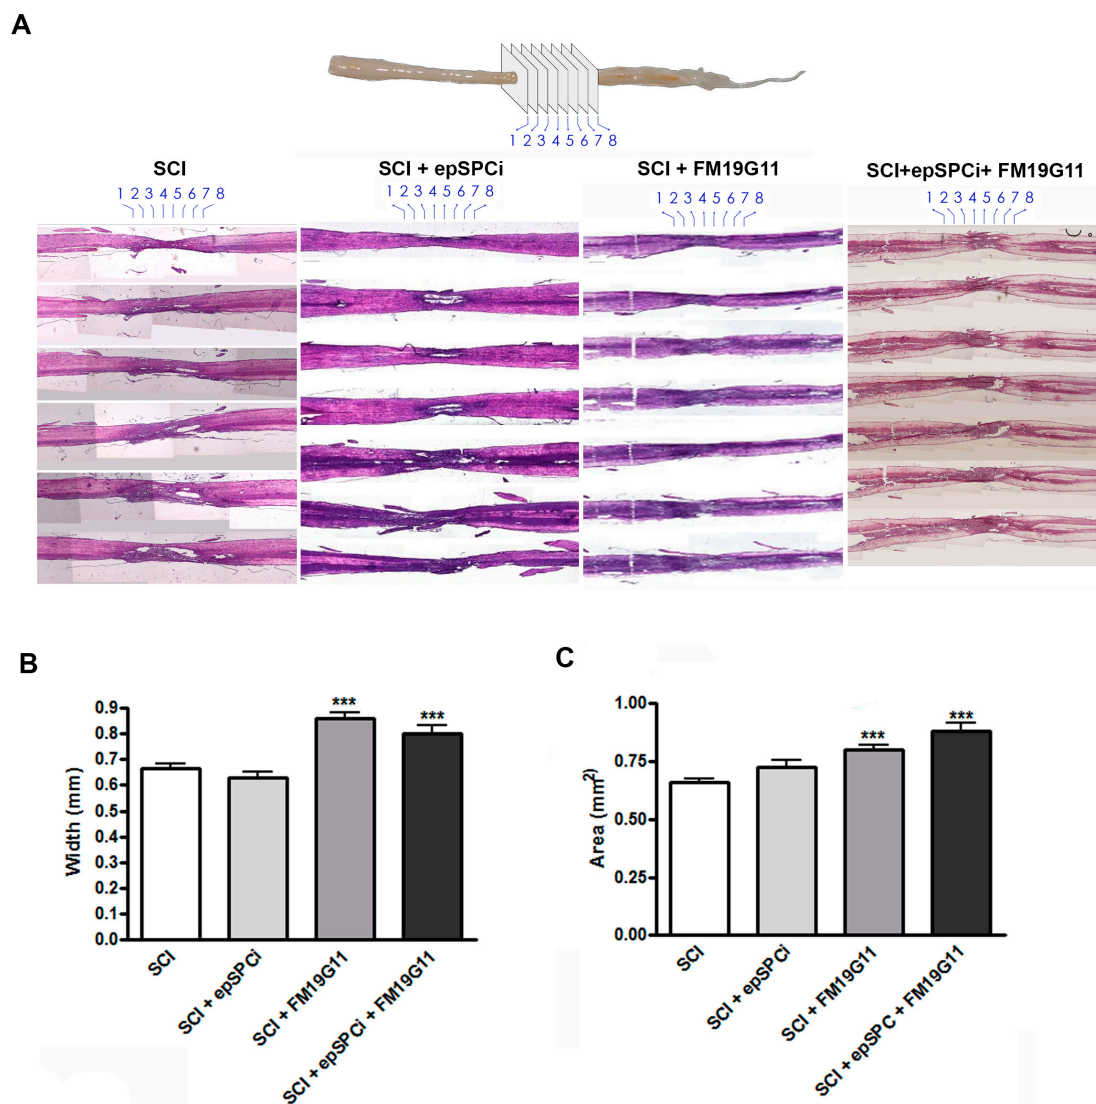 A
1 2 3 4 5 6 7 8
SCI
SCI + epSPCi
SCI + FM19G11
SCI+epSPCi+ FM19G11
1 2 3 4 5 6 7 8
1 2 3 4 5 6 7 8
1 2 3 4 5 6 7 8
1 2 3 4 5 6 7 8
B
Width (mm)
0.9
0.8
0.7
0.6
0.5
0.4
0.3
0.2
0.1
0.0
***
***
SCI
SCI + epSPCi
SCI + FM19G11
SCI + epSPCi + FM19G11
C
Area (mm²)
1.00
0.75
0.50
0.25
0.00
***
***
SCI
SCI + epSPCi
SCI + FM19G11
SCI + epSPC + FM19G11